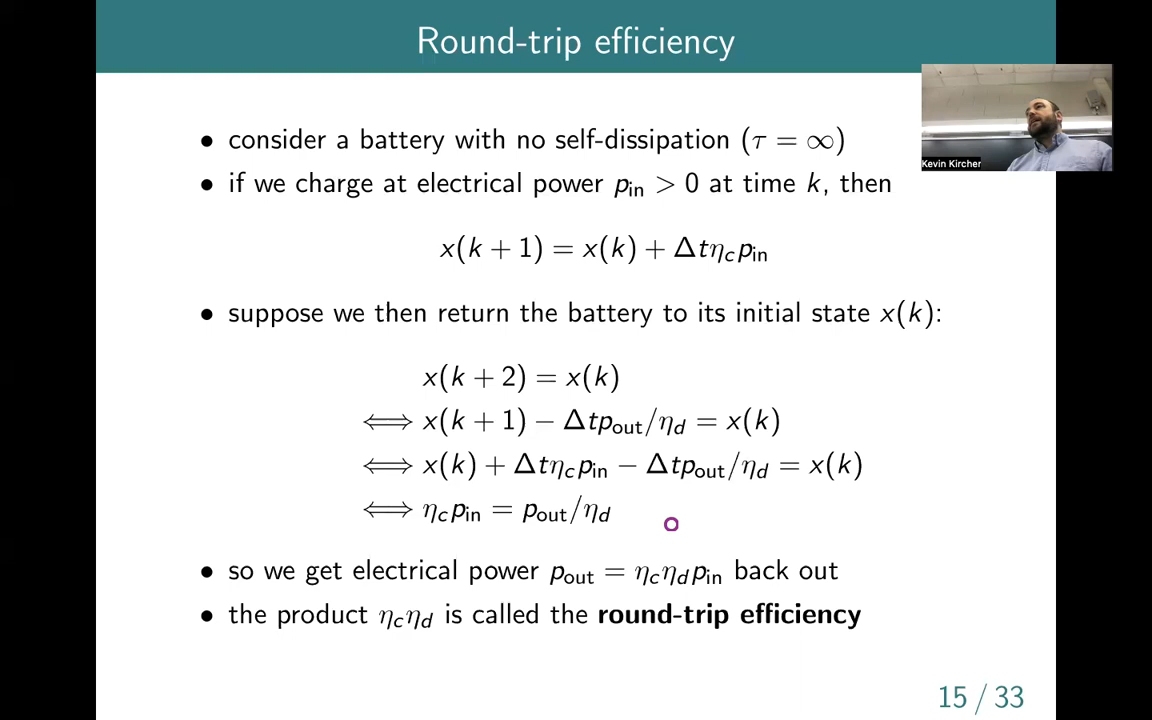 Round-trip efficiency
• consider a battery with no self-dissipation (τ = ∞)
• if we charge at electrical power p_in > 0 at time k, then
x(k + 1) = x(k) + Δtη_c p_in
• suppose we then return the battery to its initial state x(k):
x(k + 2) = x(k)
⟺ x(k + 1) − Δtp_out/η_d = x(k)
⟺ x(k) + Δtη_c p_in − Δtp_out/η_d = x(k)
⟺ η_c p_in = p_out/η_d
• so we get electrical power p_out = η_c η_d p_in back out
• the product η_c η_d is called the round-trip efficiency
15 / 33
Kevin Kircher